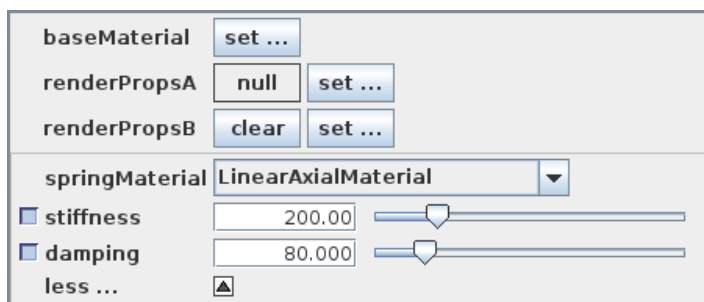 baseMaterial set ...
renderPropsA null set ...
renderPropsB clear set ...
springMaterial LinearAxialMaterial
stiffness 200.00
damping 80.000
less ...